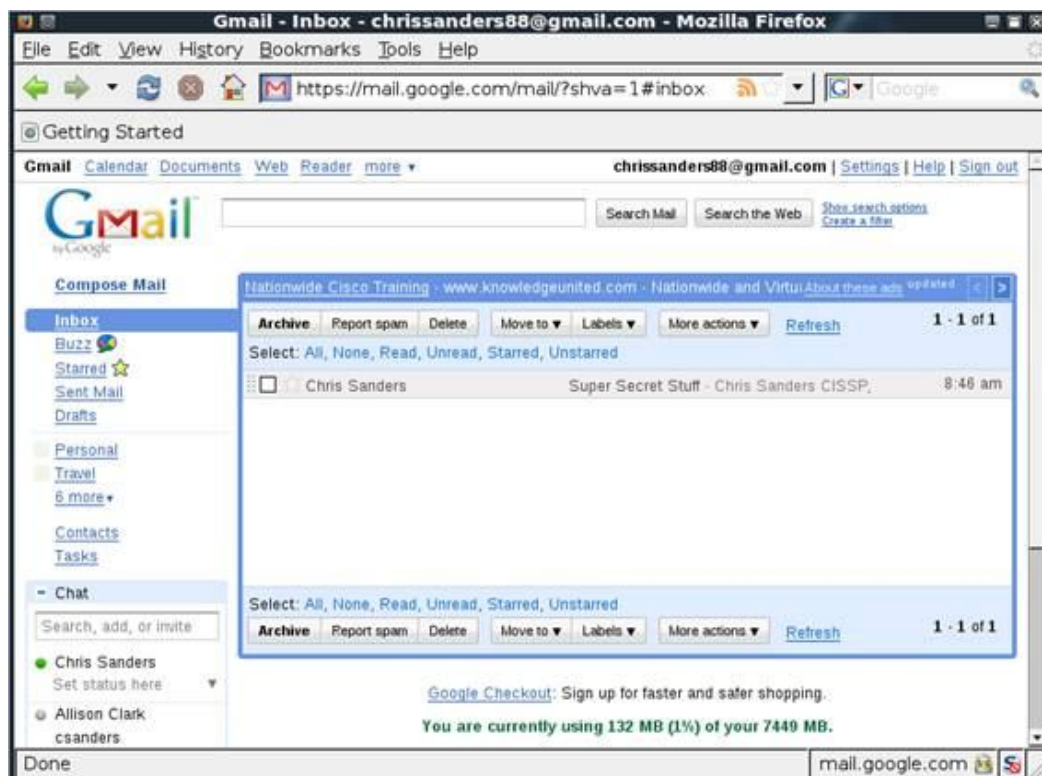 Gmail - Inbox - chrissanders88@gmail.com - Mozilla Firefox
File Edit View History Bookmarks Tools Help
https://mail.google.com/mail/?shva=1#inbox G Google
Getting Started
Gmail Calendar Documents Web Reader more chrissanders88@gmail.com | Settings | Help | Sign out
Gmail by Google Search Mail Search the Web Show search options
Create a filter
Compose Mail
Nationwide Cisco Training - www.knowledgeunited.com - Nationwide and Virtu About these ads updated < >
Inbox
Archive Report spam Delete Move to Labels More actions Refresh 1 - 1 of 1
Buzz
Select: All, None, Read, Unread, Starred, Unstarred
Starred
Chris Sanders Super Secret Stuff - Chris Sanders CISSP, 8:46 am
Sent Mail
Drafts
Personal
Travel
6 more
Contacts
Tasks
- Chat
Search, add, or invite
Select: All, None, Read, Unread, Starred, Unstarred
Archive Report spam Delete Move to Labels More actions Refresh 1 - 1 of 1
Chris Sanders
Set status here
Allison Clark
csanders
Google Checkout: Sign up for faster and safer shopping.
You are currently using 132 MB (1%) of your 7449 MB.
Done mail.google.com S